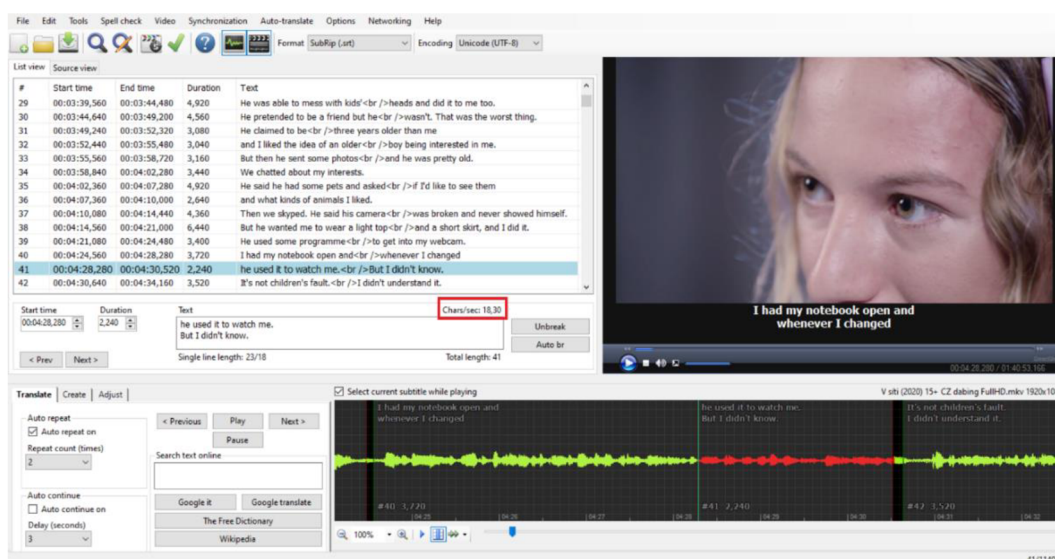 File Edit Tools Spell check Video Synchronization Auto-translate Options Networking Help
Format SubRip (.srt) Encoding Unicode (UTF-8)
List view Source view
# Start time End time Duration Text
29 00:03:39,560 00:03:44,480 4,920 He was able to mess with kids'<br />heads and did it to me too.
30 00:03:44,640 00:03:49,200 4,560 He pretended to be a friend but he<br />wasn't. That was the worst thing.
31 00:03:49,240 00:03:52,320 3,080 He claimed to be<br />three years older than me
32 00:03:52,440 00:03:55,480 3,040 and I liked the idea of an older<br />boy being interested in me.
33 00:03:55,560 00:03:58,720 3,160 But then he sent some photos<br />and he was pretty old.
34 00:03:58,840 00:04:02,280 3,440 We chatted about my interests.
35 00:04:02,360 00:04:07,280 4,920 He said he had some pets and asked<br />if I'd like to see them
36 00:04:07,360 00:04:10,000 2,640 and what kinds of animals I liked.
37 00:04:10,080 00:04:14,440 4,360 Then we skyped. He said his camera<br />was broken and never showed himself.
38 00:04:14,560 00:04:21,000 6,440 But he wanted me to wear a light top<br />and a short skirt, and I did it.
39 00:04:21,080 00:04:24,480 3,400 He used some programme<br />to get into my webcam.
40 00:04:24,560 00:04:28,280 3,720 I had my notebook open and<br />whenever I changed
41 00:04:28,280 00:04:30,520 2,240 he used it to watch me.<br />But I didn't know.
42 00:04:30,640 00:04:34,160 3,520 It's not children's fault.<br />I didn't understand it.
Start time Duration Text Chars/sec: 18,30
00:04:28,280 2,240 he used it to watch me.
But I didn't know.
Unbreak
Auto br
< Prev Next > Single line length: 23/18 Total length: 41
I had my notebook open and
whenever I changed
00:04:28,200 / 01:40:53,166
Translate Create Adjust
Select current subtitle while playing V siti (2020) 15+ CZ dabing FullHD.mkv 1920x10
Auto repeat
Auto repeat on
Repeat count (times)
2
< Previous Play Next >
Pause
Search text online
Auto continue
Auto continue on
Delay (seconds)
3
Google it Google translate
The Free Dictionary
Wikipedia
I had my notebook open and
whenever I changed
he used it to watch me.
But I didn't know.
It's not children's fault.
I didn't understand it.
#40 3,720 #41 2,240 #42 3,520
04:25 04:26 04:27 04:28 04:29 04:30 04:31 04:32
100%